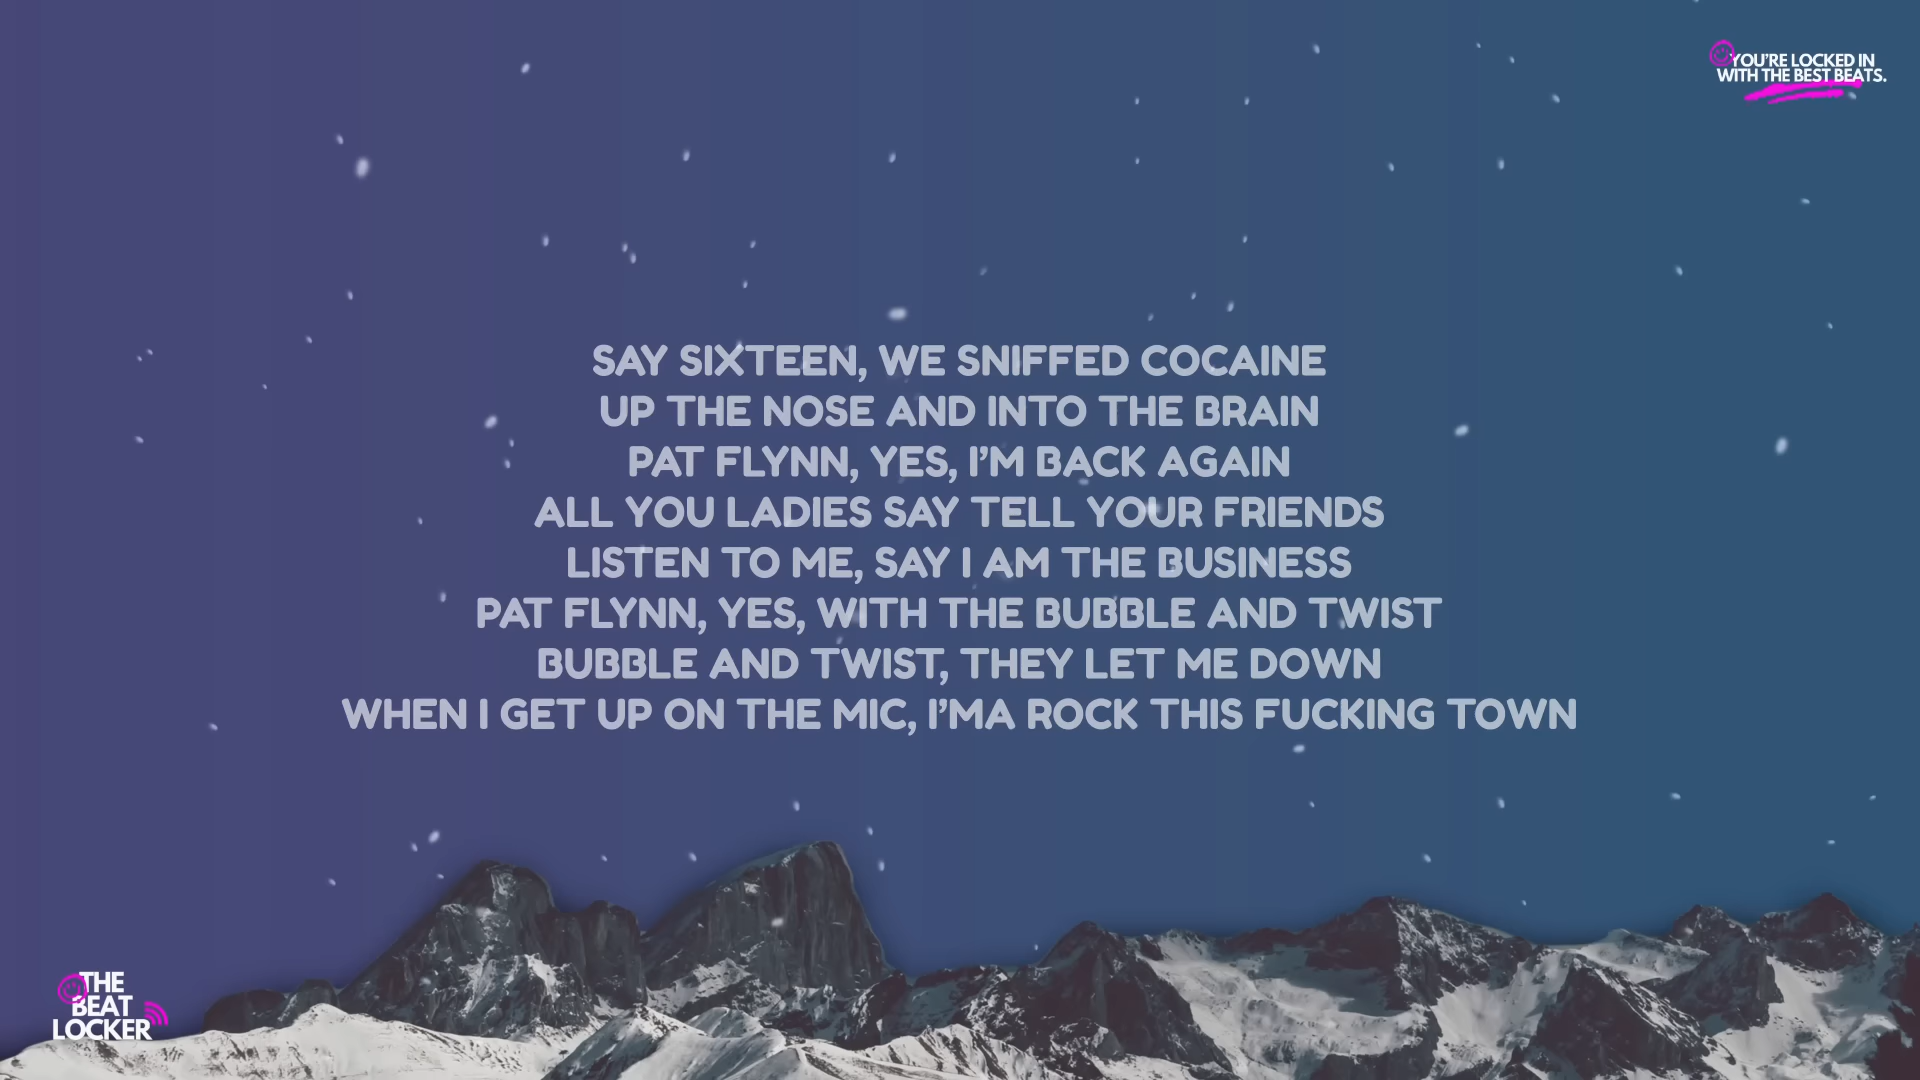 YOU'RE LOCKED IN
WITH THE BEST BEATS.
SAY SIXTEEN, WE SNIFFED COCAINE
UP THE NOSE AND INTO THE BRAIN
PAT FLYNN, YES, I'M BACK AGAIN
ALL YOU LADIES SAY TELL YOUR FRIENDS
LISTEN TO ME, SAY I AM THE BUSINESS
PAT FLYNN, YES, WITH THE BUBBLE AND TWIST
BUBBLE AND TWIST, THEY LET ME DOWN
WHEN I GET UP ON THE MIC, I'MA ROCK THIS FUCKING TOWN
THE
BEAT
LOCKER